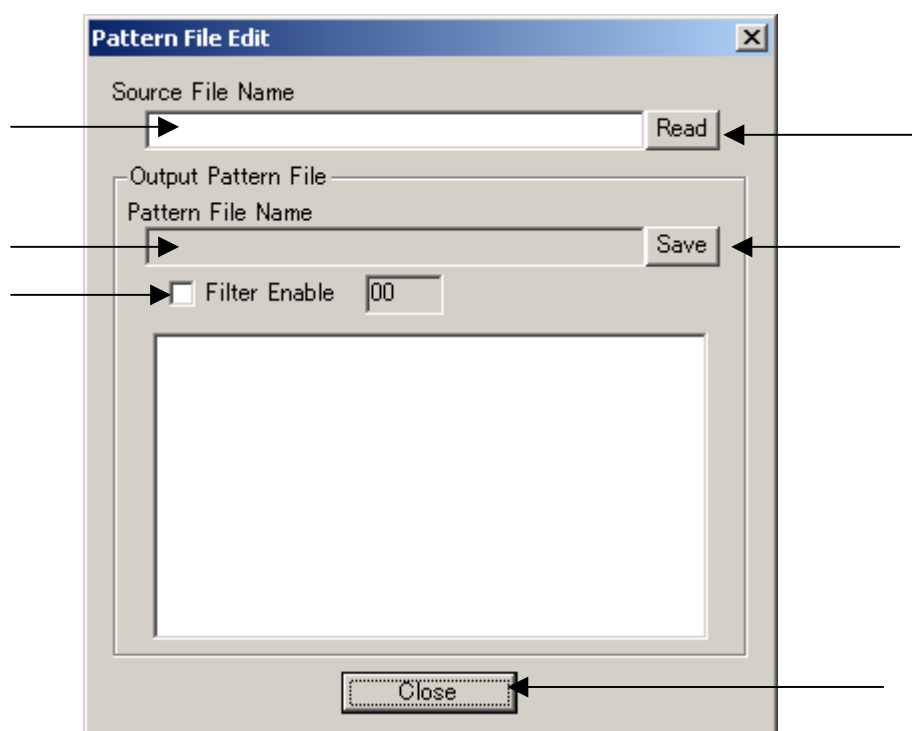 Pattern File Edit
Source File Name
Read
Output Pattern File
Pattern File Name
Save
Filter Enable 00
Close